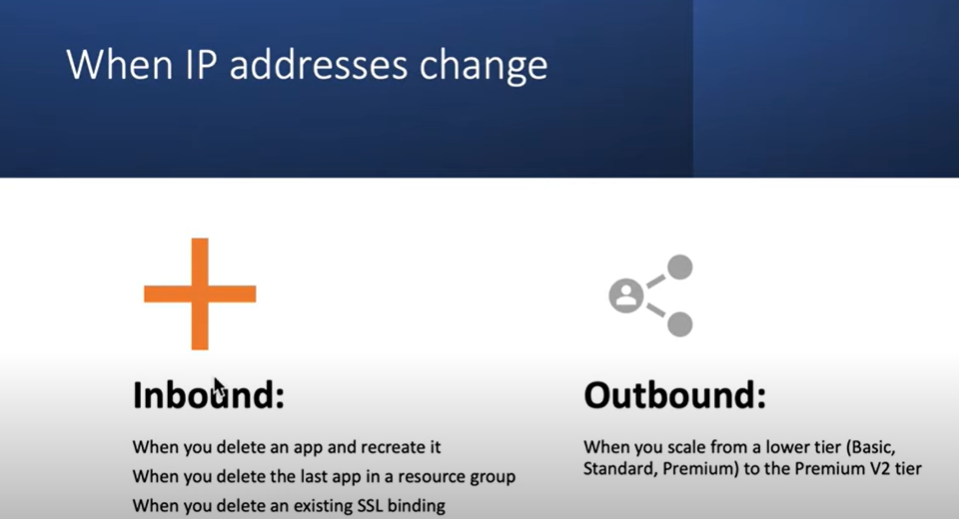 When IP addresses change
Inbound:
When you delete an app and recreate it
When you delete the last app in a resource group
When you delete an existing SSL binding
Outbound:
When you scale from a lower tier (Basic,
Standard, Premium) to the Premium V2 tier